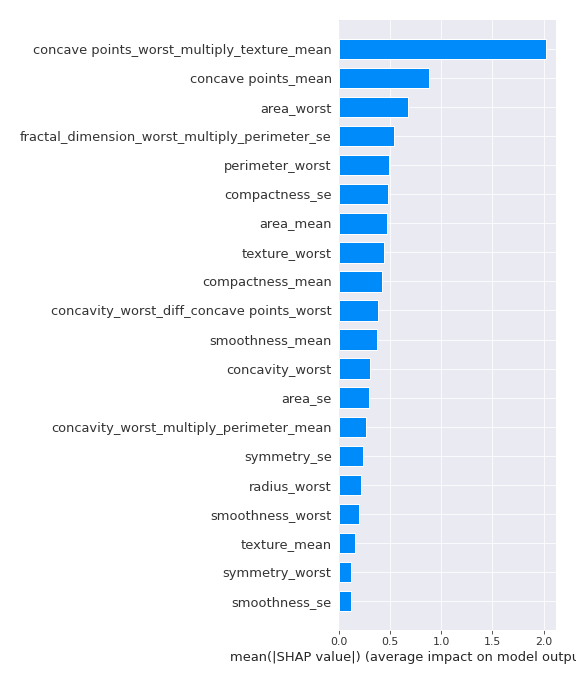 concave points_worst_multiply_texture_mean
concave points_mean
area_worst
fractal_dimension_worst_multiply_perimeter_se
perimeter_worst
compactness_se
area_mean
texture_worst
compactness_mean
concavity_worst_diff_concave points_worst
smoothness_mean
concavity_worst
area_se
concavity_worst_multiply_perimeter_mean
symmetry_se
radius_worst
smoothness_worst
texture_mean
symmetry_worst
smoothness_se
0.0 0.5 1.0 1.5 2.0
mean(|SHAP value|) (average impact on model outpu